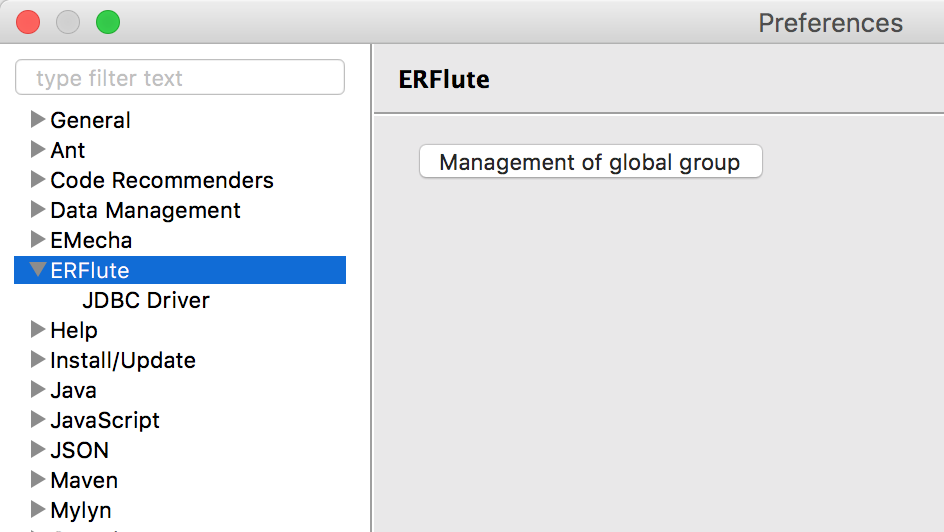 Preferences
type filter text
General
Ant
Code Recommenders
Data Management
EMecha
ERFlute
JDBC Driver
Help
Install/Update
Java
JavaScript
JSON
Maven
Mylyn
ERFlute
Management of global group